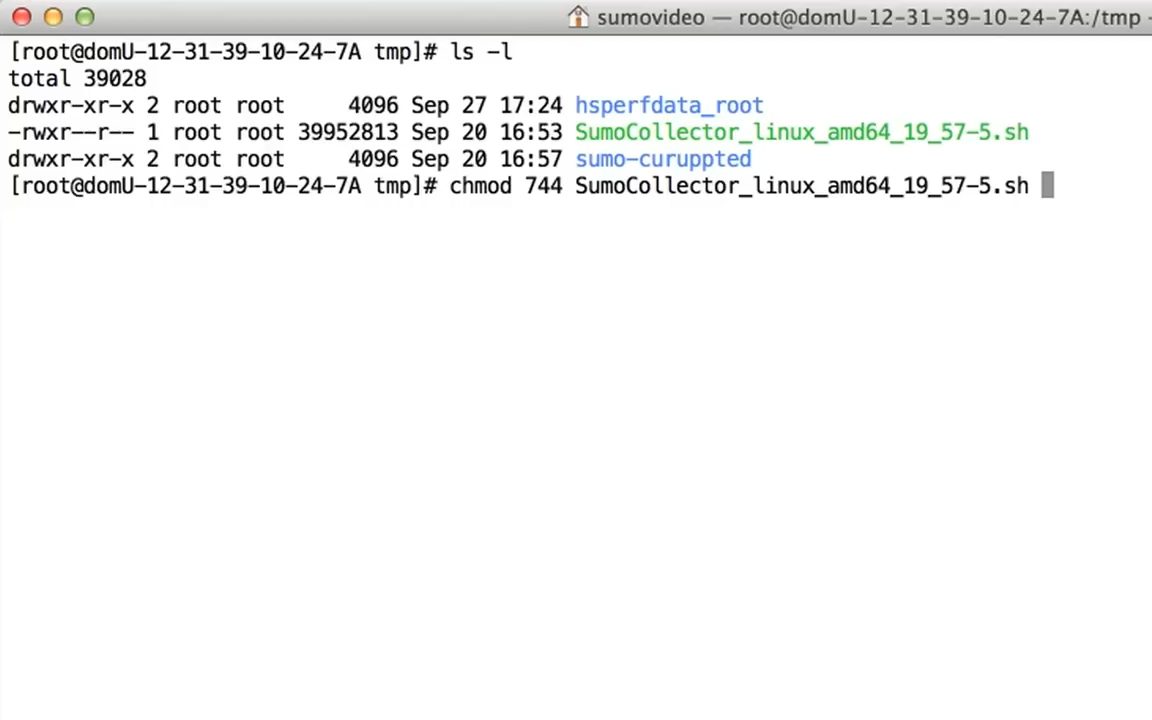 sumovideo — root@domU-12-31-39-10-24-7A:/tmp —
[root@domU-12-31-39-10-24-7A tmp]# ls -l
total 39028
drwxr-xr-x 2 root root     4096 Sep 27 17:24 hsperfdata_root
-rwxr--r-- 1 root root 39952813 Sep 20 16:53 SumoCollector_linux_amd64_19_57-5.sh
drwxr-xr-x 2 root root     4096 Sep 20 16:57 sumo-curuppted
[root@domU-12-31-39-10-24-7A tmp]# chmod 744 SumoCollector_linux_amd64_19_57-5.sh